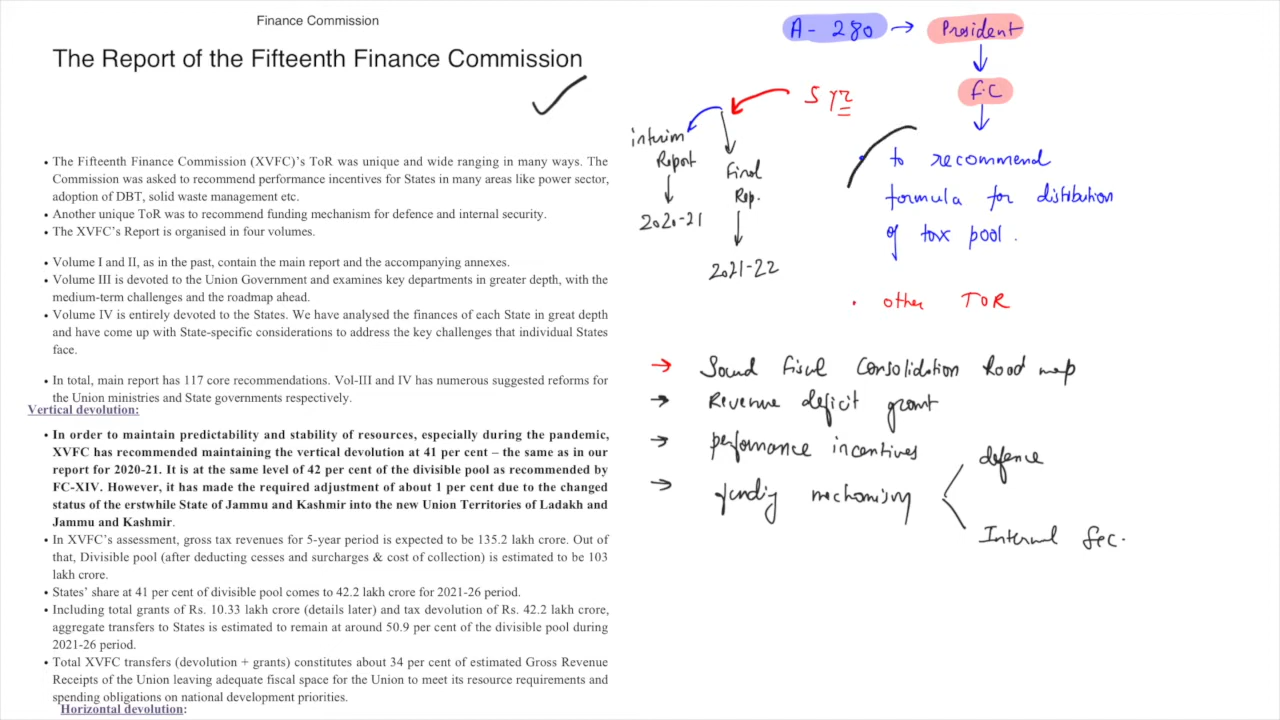 Finance Commission
The Report of the Fifteenth Finance Commission
• The Fifteenth Finance Commission (XVFC)'s ToR was unique and wide ranging in many ways. The
Commission was asked to recommend performance incentives for States in many areas like power sector,
adoption of DBT, solid waste management etc.
• Another unique ToR was to recommend funding mechanism for defence and internal security.
• The XVFC's Report is organised in four volumes.
• Volume I and II, as in the past, contain the main report and the accompanying annexes.
• Volume III is devoted to the Union Government and examines key departments in greater depth, with the
medium-term challenges and the roadmap ahead.
• Volume IV is entirely devoted to the States. We have analysed the finances of each State in great depth
and have come up with State-specific considerations to address the key challenges that individual States
face.
• In total, main report has 117 core recommendations. Vol-III and IV has numerous suggested reforms for
the Union ministries and State governments respectively.
Vertical devolution:
• In order to maintain predictability and stability of resources, especially during the pandemic,
XVFC has recommended maintaining the vertical devolution at 41 per cent – the same as in our
report for 2020-21. It is at the same level of 42 per cent of the divisible pool as recommended by
FC-XIV. However, it has made the required adjustment of about 1 per cent due to the changed
status of the erstwhile State of Jammu and Kashmir into the new Union Territories of Ladakh and
Jammu and Kashmir.
• In XVFC's assessment, gross tax revenues for 5-year period is expected to be 135.2 lakh crore. Out of
that, Divisible pool (after deducting cesses and surcharges & cost of collection) is estimated to be 103
lakh crore.
• States' share at 41 per cent of divisible pool comes to 42.2 lakh crore for 2021-26 period.
• Including total grants of Rs. 10.33 lakh crore (details later) and tax devolution of Rs. 42.2 lakh crore,
aggregate transfers to States is estimated to remain at around 50.9 per cent of the divisible pool during
2021-26 period.
• Total XVFC transfers (devolution + grants) constitutes about 34 per cent of estimated Gross Revenue
Receipts of the Union leaving adequate fiscal space for the Union to meet its resource requirements and
spending obligations on national development priorities.
Horizontal devolution:
A - 280 → President
F.C
5 yr
interim
Report
2020-21
Final
Rep.
2021-22
to recommend
formula for distribution
of tax pool.
• other TOR
→ Sound fiscal Consolidation Road map
→ Revenue deficit grant
→ performance incentives
→ funding mechanism
defence
Internal Sec.